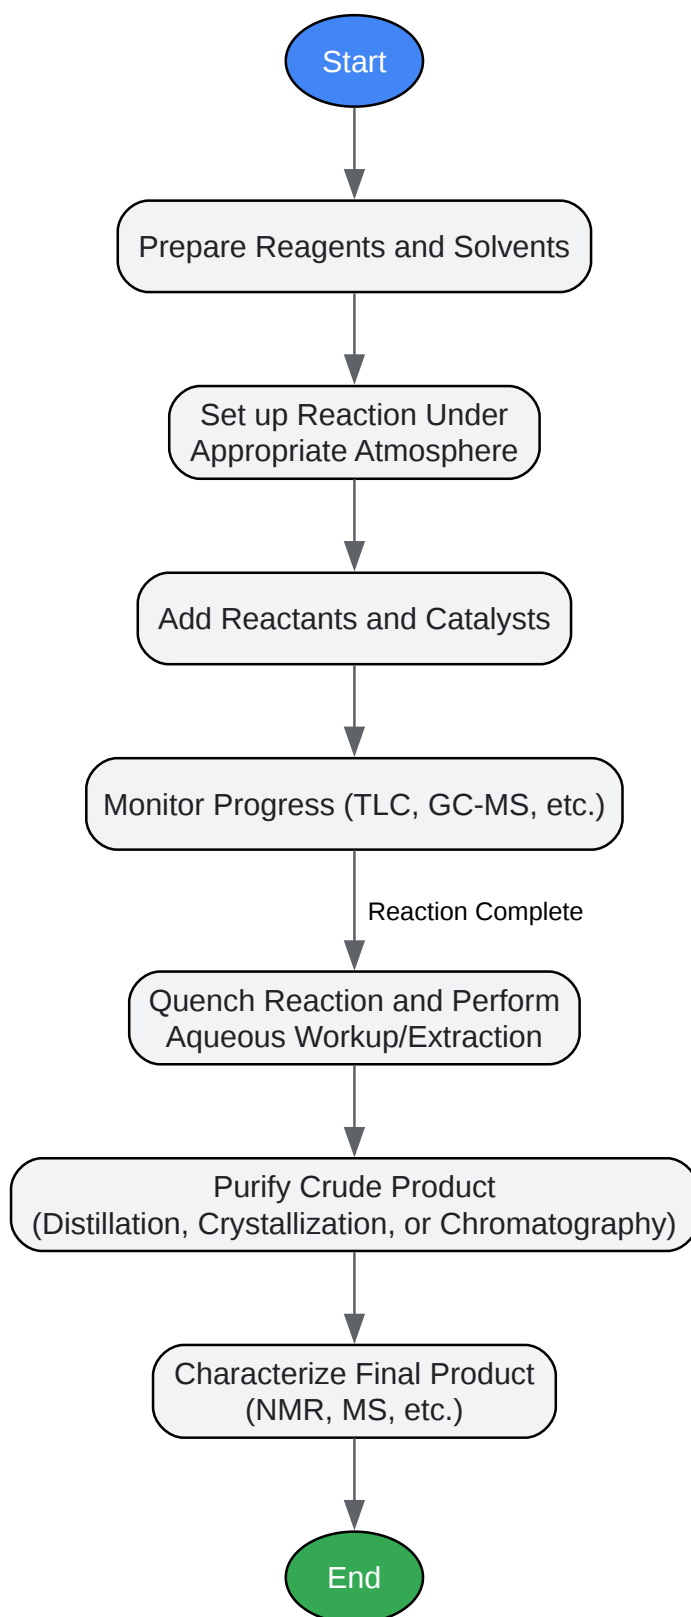 Start
Prepare Reagents and Solvents
Set up Reaction Under
Appropriate Atmosphere
Add Reactants and Catalysts
Monitor Progress (TLC, GC-MS, etc.)
Reaction Complete
Quench Reaction and Perform
Aqueous Workup/Extraction
Purify Crude Product
(Distillation, Crystallization, or Chromatography)
Characterize Final Product
(NMR, MS, etc.)
End